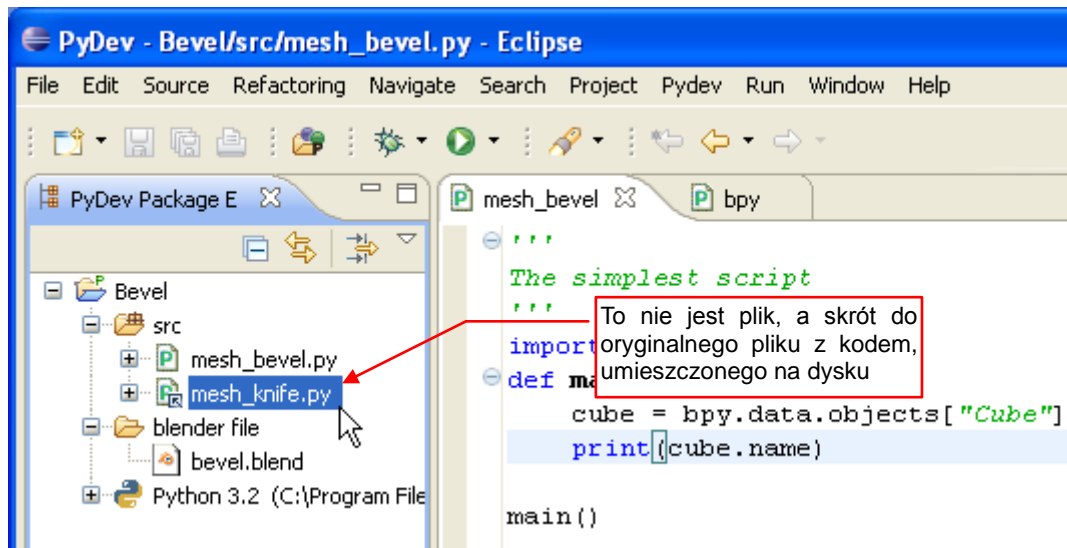 PyDev - Bevel/src/mesh_bevel.py - Eclipse
File Edit Source Refactoring Navigate Search Project Pydev Run Window Help
PyDev Package E
mesh_bevel
bpy
Bevel
src
mesh_bevel.py
mesh_knife.py
blender file
bevel.blend
Python 3.2 (C:\Program File
'''
The simplest script
'''
import
def ma
cube = bpy.data.objects["Cube"]
print(cube.name)
main()
To nie jest plik, a skrót do
oryginalnego pliku z kodem,
umieszczonego na dysku